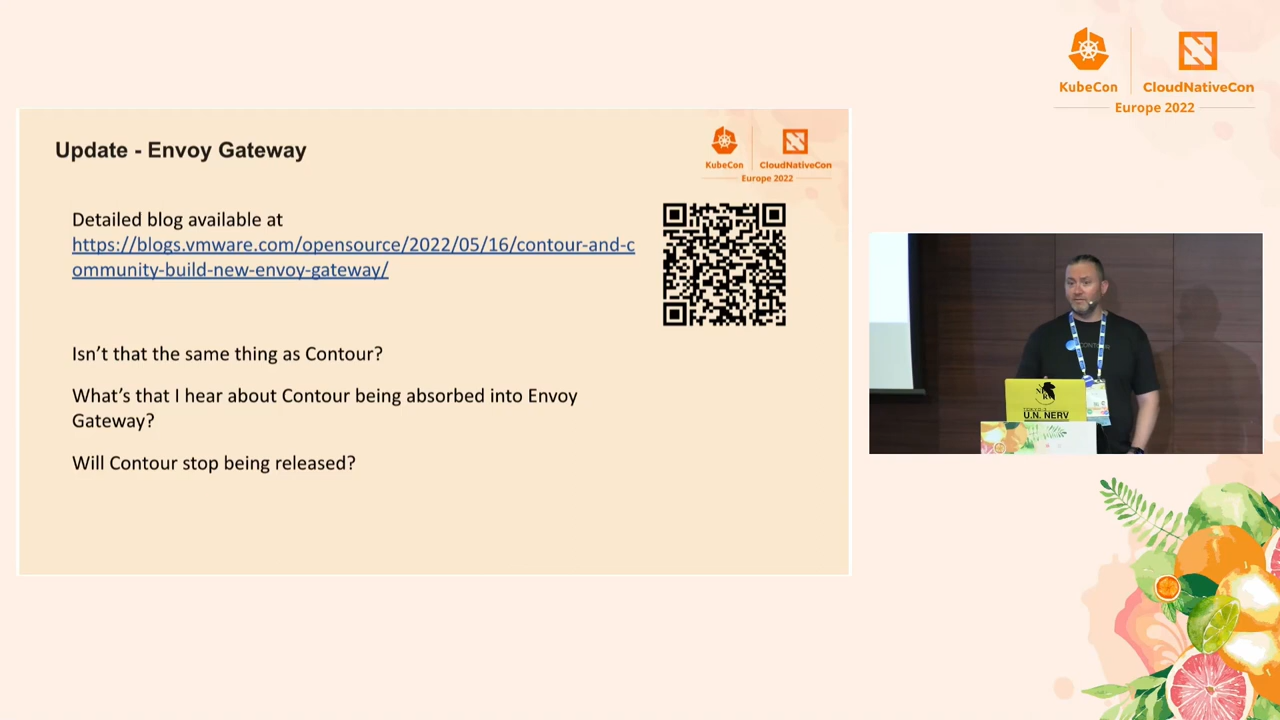 KubeCon
CloudNativeCon
Europe 2022
Update - Envoy Gateway
KubeCon
CloudNativeCon
Europe 2022
Detailed blog available at
https://blogs.vmware.com/opensource/2022/05/16/contour-and-c
ommunity-build-new-envoy-gateway/
Isn't that the same thing as Contour?
What's that I hear about Contour being absorbed into Envoy
Gateway?
Will Contour stop being released?
CONTOUR
U.N. NERV